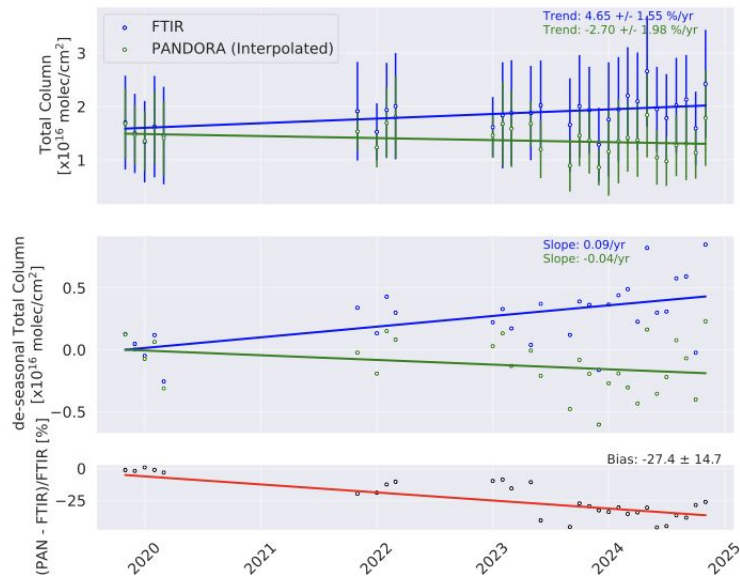 FTIR
PANDORA (Interpolated)
Trend: 4.65 +/- 1.55 %/yr
Trend: -2.70 +/- 1.98 %/yr
Total Column
[x10¹⁶ molec/cm²]
3
2
1
Slope: 0.09/yr
Slope: -0.04/yr
de-seasonal Total Column
[x10¹⁶ molec/cm²]
0.5
0.0
−0.5
Bias: -27.4 ± 14.7
(PAN - FTIR)/FTIR [%]
0
−25
2020
2021
2022
2023
2024
2025